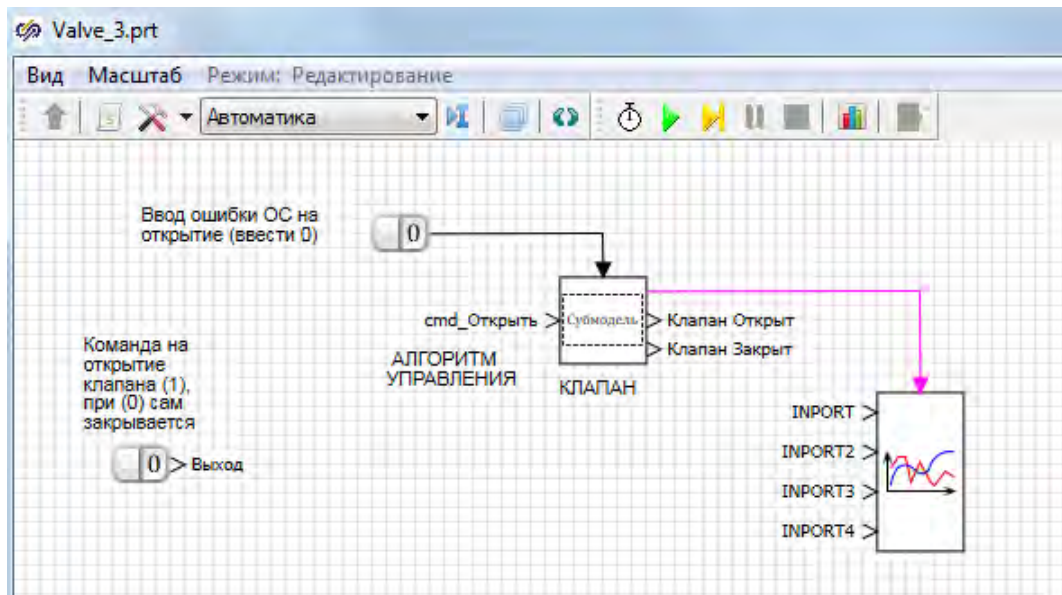 Valve_3.prt
Вид Масштаб Режим: Редактирование
Автоматика
Ввод ошибки ОС на
открытие (ввести 0)
0
cmd_Открыть
Субмодель
Клапан Открыт
Клапан Закрыт
АЛГОРИТМ
УПРАВЛЕНИЯ
КЛАПАН
Команда на
открытие
клапана (1),
при (0) сам
закрывается
0
Выход
INPORT
INPORT2
INPORT3
INPORT4